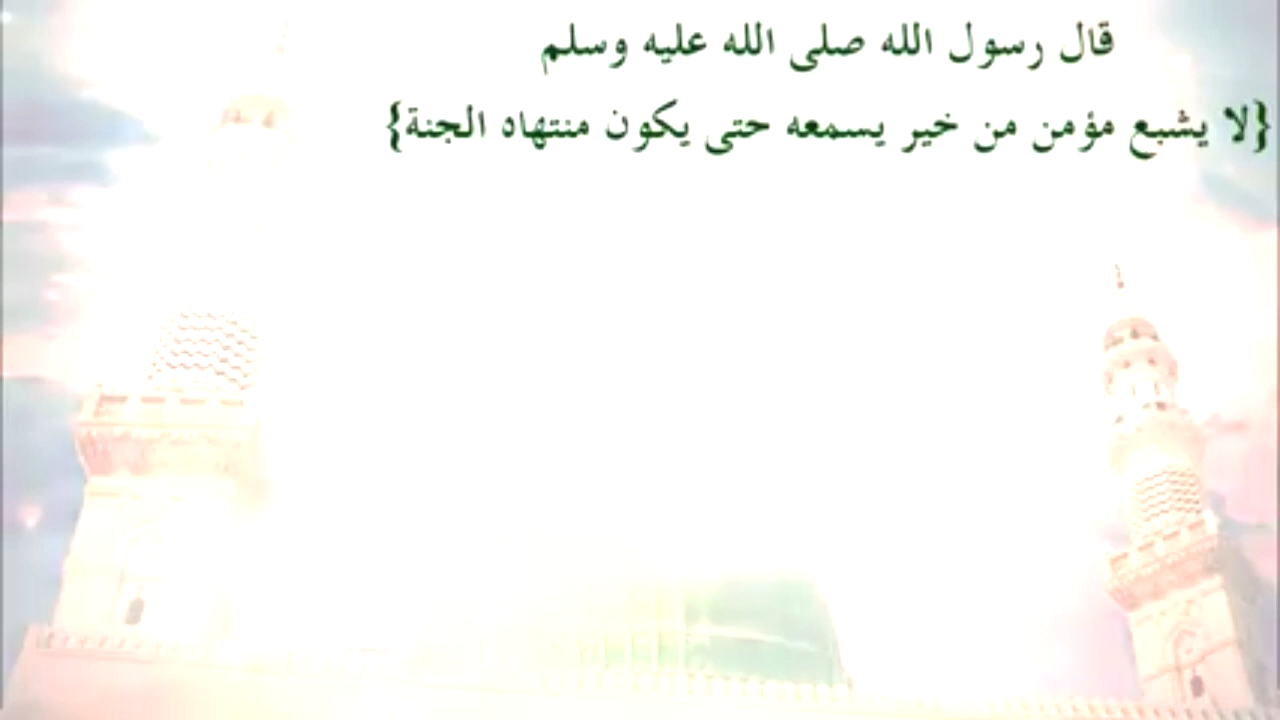 قال رسول الله صلى الله عليه وسلم
{لا يشبع مؤمن من خير يسمعه حتى يكون منتهاه الجنة}